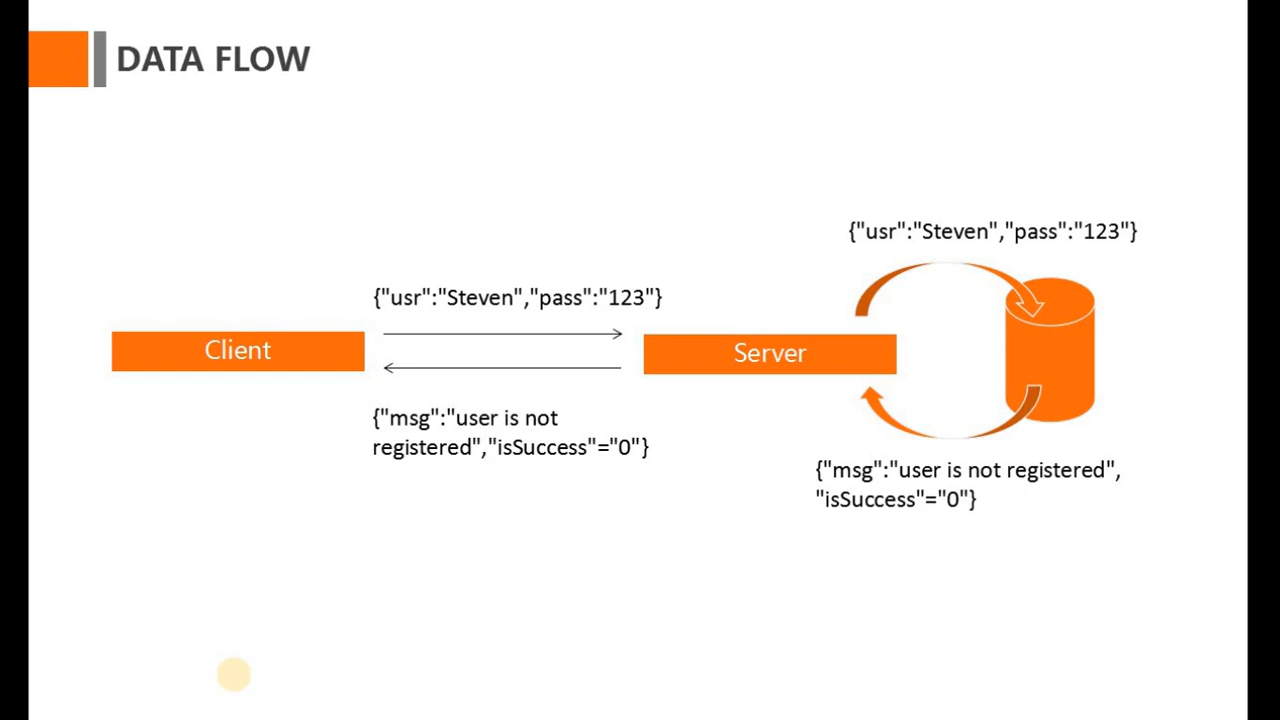 DATA FLOW
{"usr":"Steven","pass":"123"}
{"usr":"Steven","pass":"123"}
Client
Server
{"msg":"user is not
registered","isSuccess"="0"}
{"msg":"user is not registered",
"isSuccess"="0"}